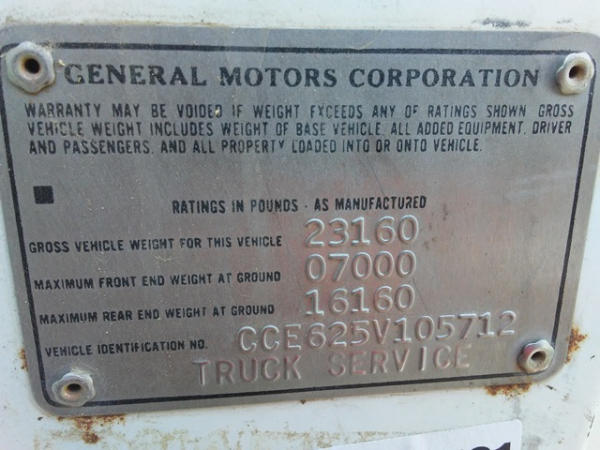 GENERAL MOTORS CORPORATION
WARRANTY MAY BE VOIDED IF WEIGHT EXCEEDS ANY OF RATINGS SHOWN GROSS
VEHICLE WEIGHT INCLUDES WEIGHT OF BASE VEHICLE, ALL ADDED EQUIPMENT, DRIVER
AND PASSENGERS, AND ALL PROPERTY LOADED INTO OR ONTO VEHICLE.
RATINGS IN POUNDS - AS MANUFACTURED
GROSS VEHICLE WEIGHT FOR THIS VEHICLE 23160
MAXIMUM FRONT END WEIGHT AT GROUND 07000
MAXIMUM REAR END WEIGHT AT GROUND 16160
VEHICLE IDENTIFICATION NO. CCE625V105712
TRUCK SERVICE